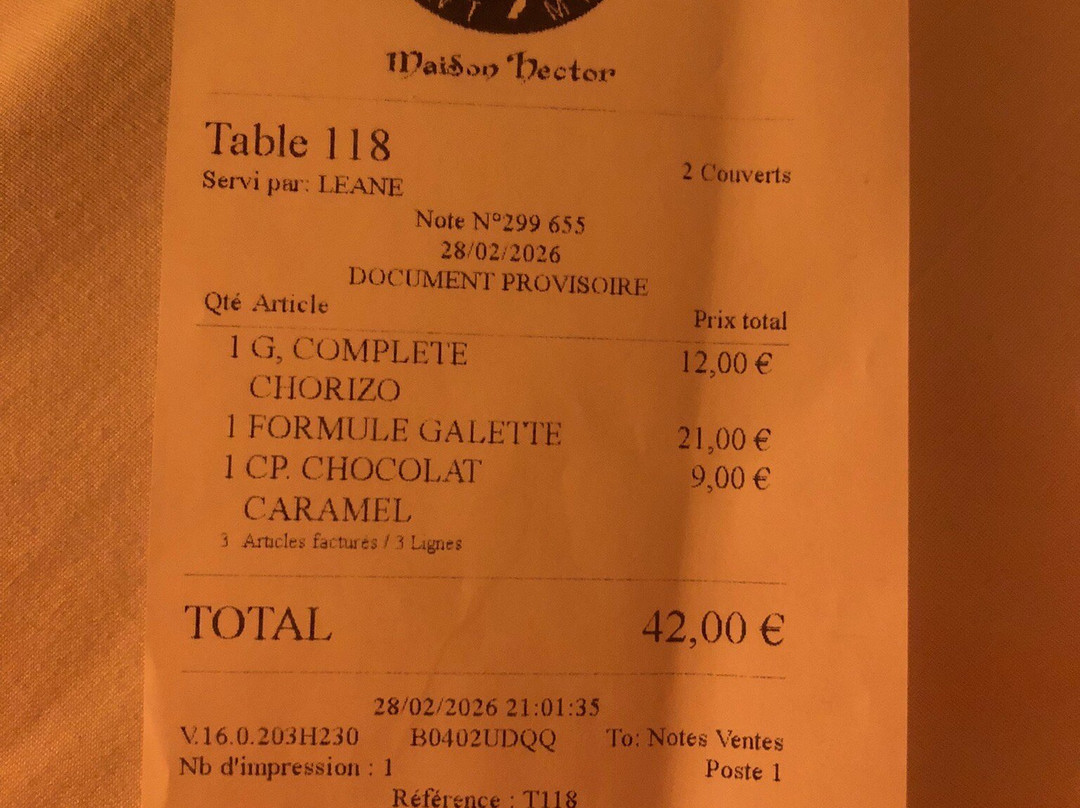 Maison Hector
Table 118
2 Couverts
Servi par: LEANE
Note N°299 655
28/02/2026
DOCUMENT PROVISOIRE
Qté Article
Prix total
1 G, COMPLETE 12,00 €
CHORIZO
1 FORMULE GALETTE 21,00 €
1 CP. CHOCOLAT 9,00 €
CARAMEL
3 Articles facturés / 3 Lignes
TOTAL 42,00 €
28/02/2026 21:01:35
V.16.0.203H230 B0402UDQQ To: Notes Ventes
Nb d'impression : 1 Poste 1
Référence : T118